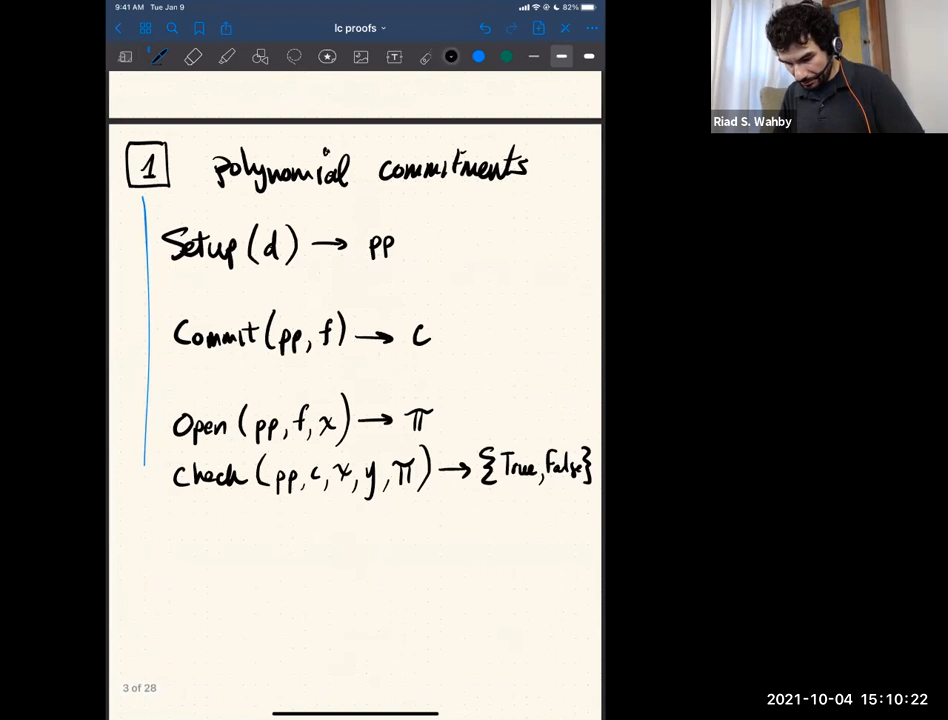 9:41 AM Tue Jan 9
82%
lc proofs
Riad S. Wahby
1 polynomial commitments
Setup(d) → pp
Commit(pp, f) → c
Open(pp, f, x) → π
Check(pp, c, x, y, π) → {True, False}
3 of 28
2021-10-04 15:10:22